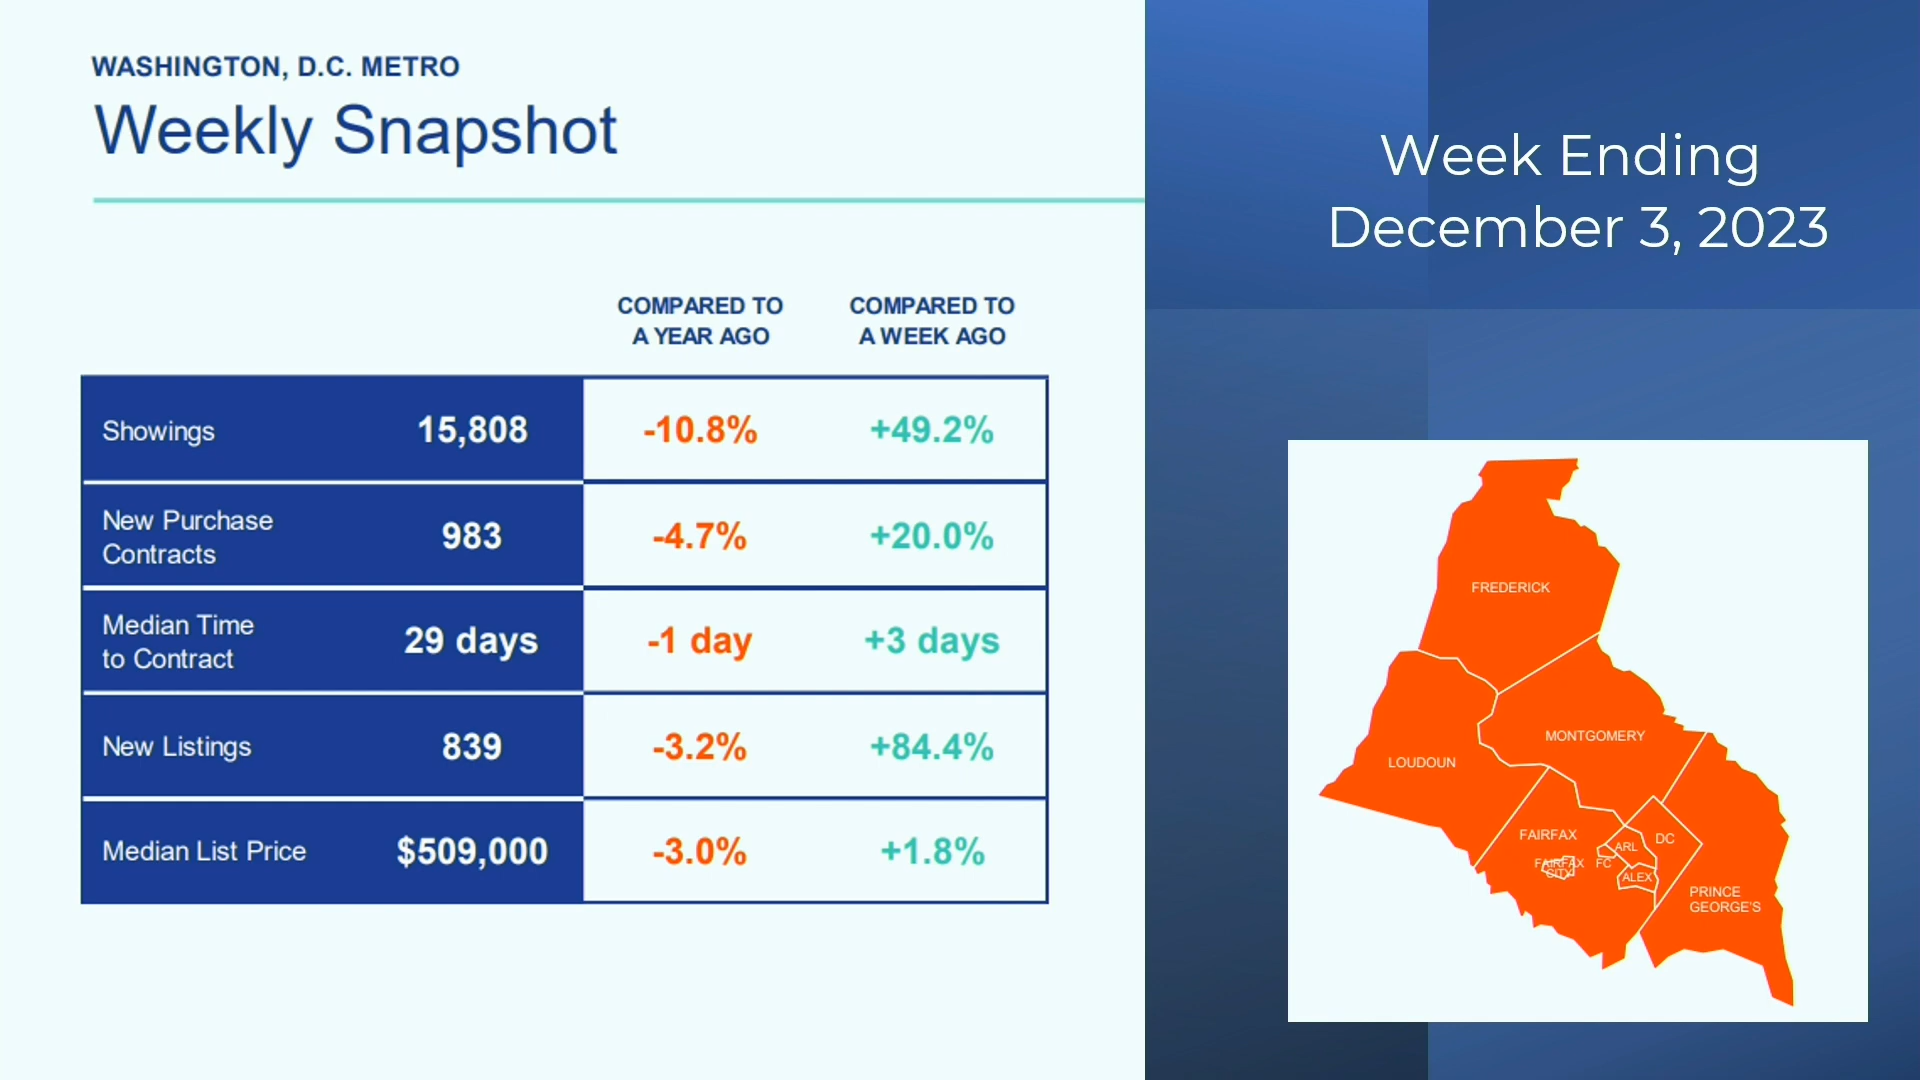 WASHINGTON, D.C. METRO
Weekly Snapshot
Week Ending
December 3, 2023
COMPARED TO
A YEAR AGO
COMPARED TO
A WEEK AGO
Showings 15,808 -10.8% +49.2%
New Purchase
Contracts
983 -4.7% +20.0%
Median Time
to Contract
29 days -1 day +3 days
New Listings 839 -3.2% +84.4%
Median List Price $509,000 -3.0% +1.8%
FREDERICK
MONTGOMERY
LOUDOUN
FAIRFAX
DC
ARL
FAIRFAX
CITY
FC
ALEX
PRINCE
GEORGE'S